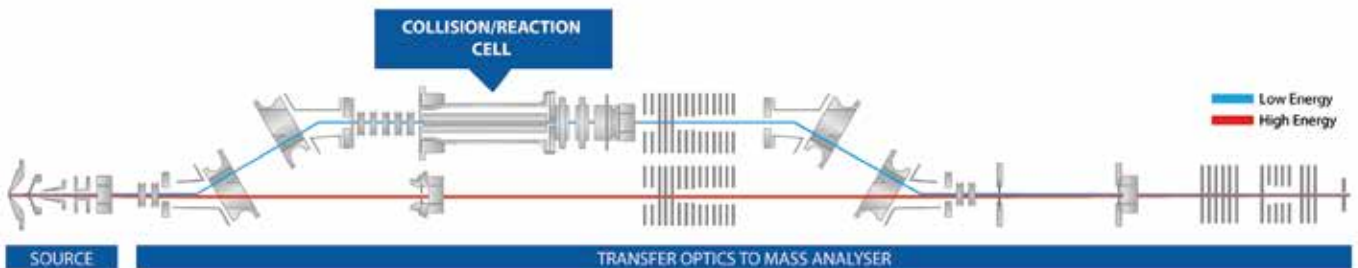 COLLISION/REACTION
CELL
Low Energy
High Energy
SOURCE
TRANSFER OPTICS TO MASS ANALYSER